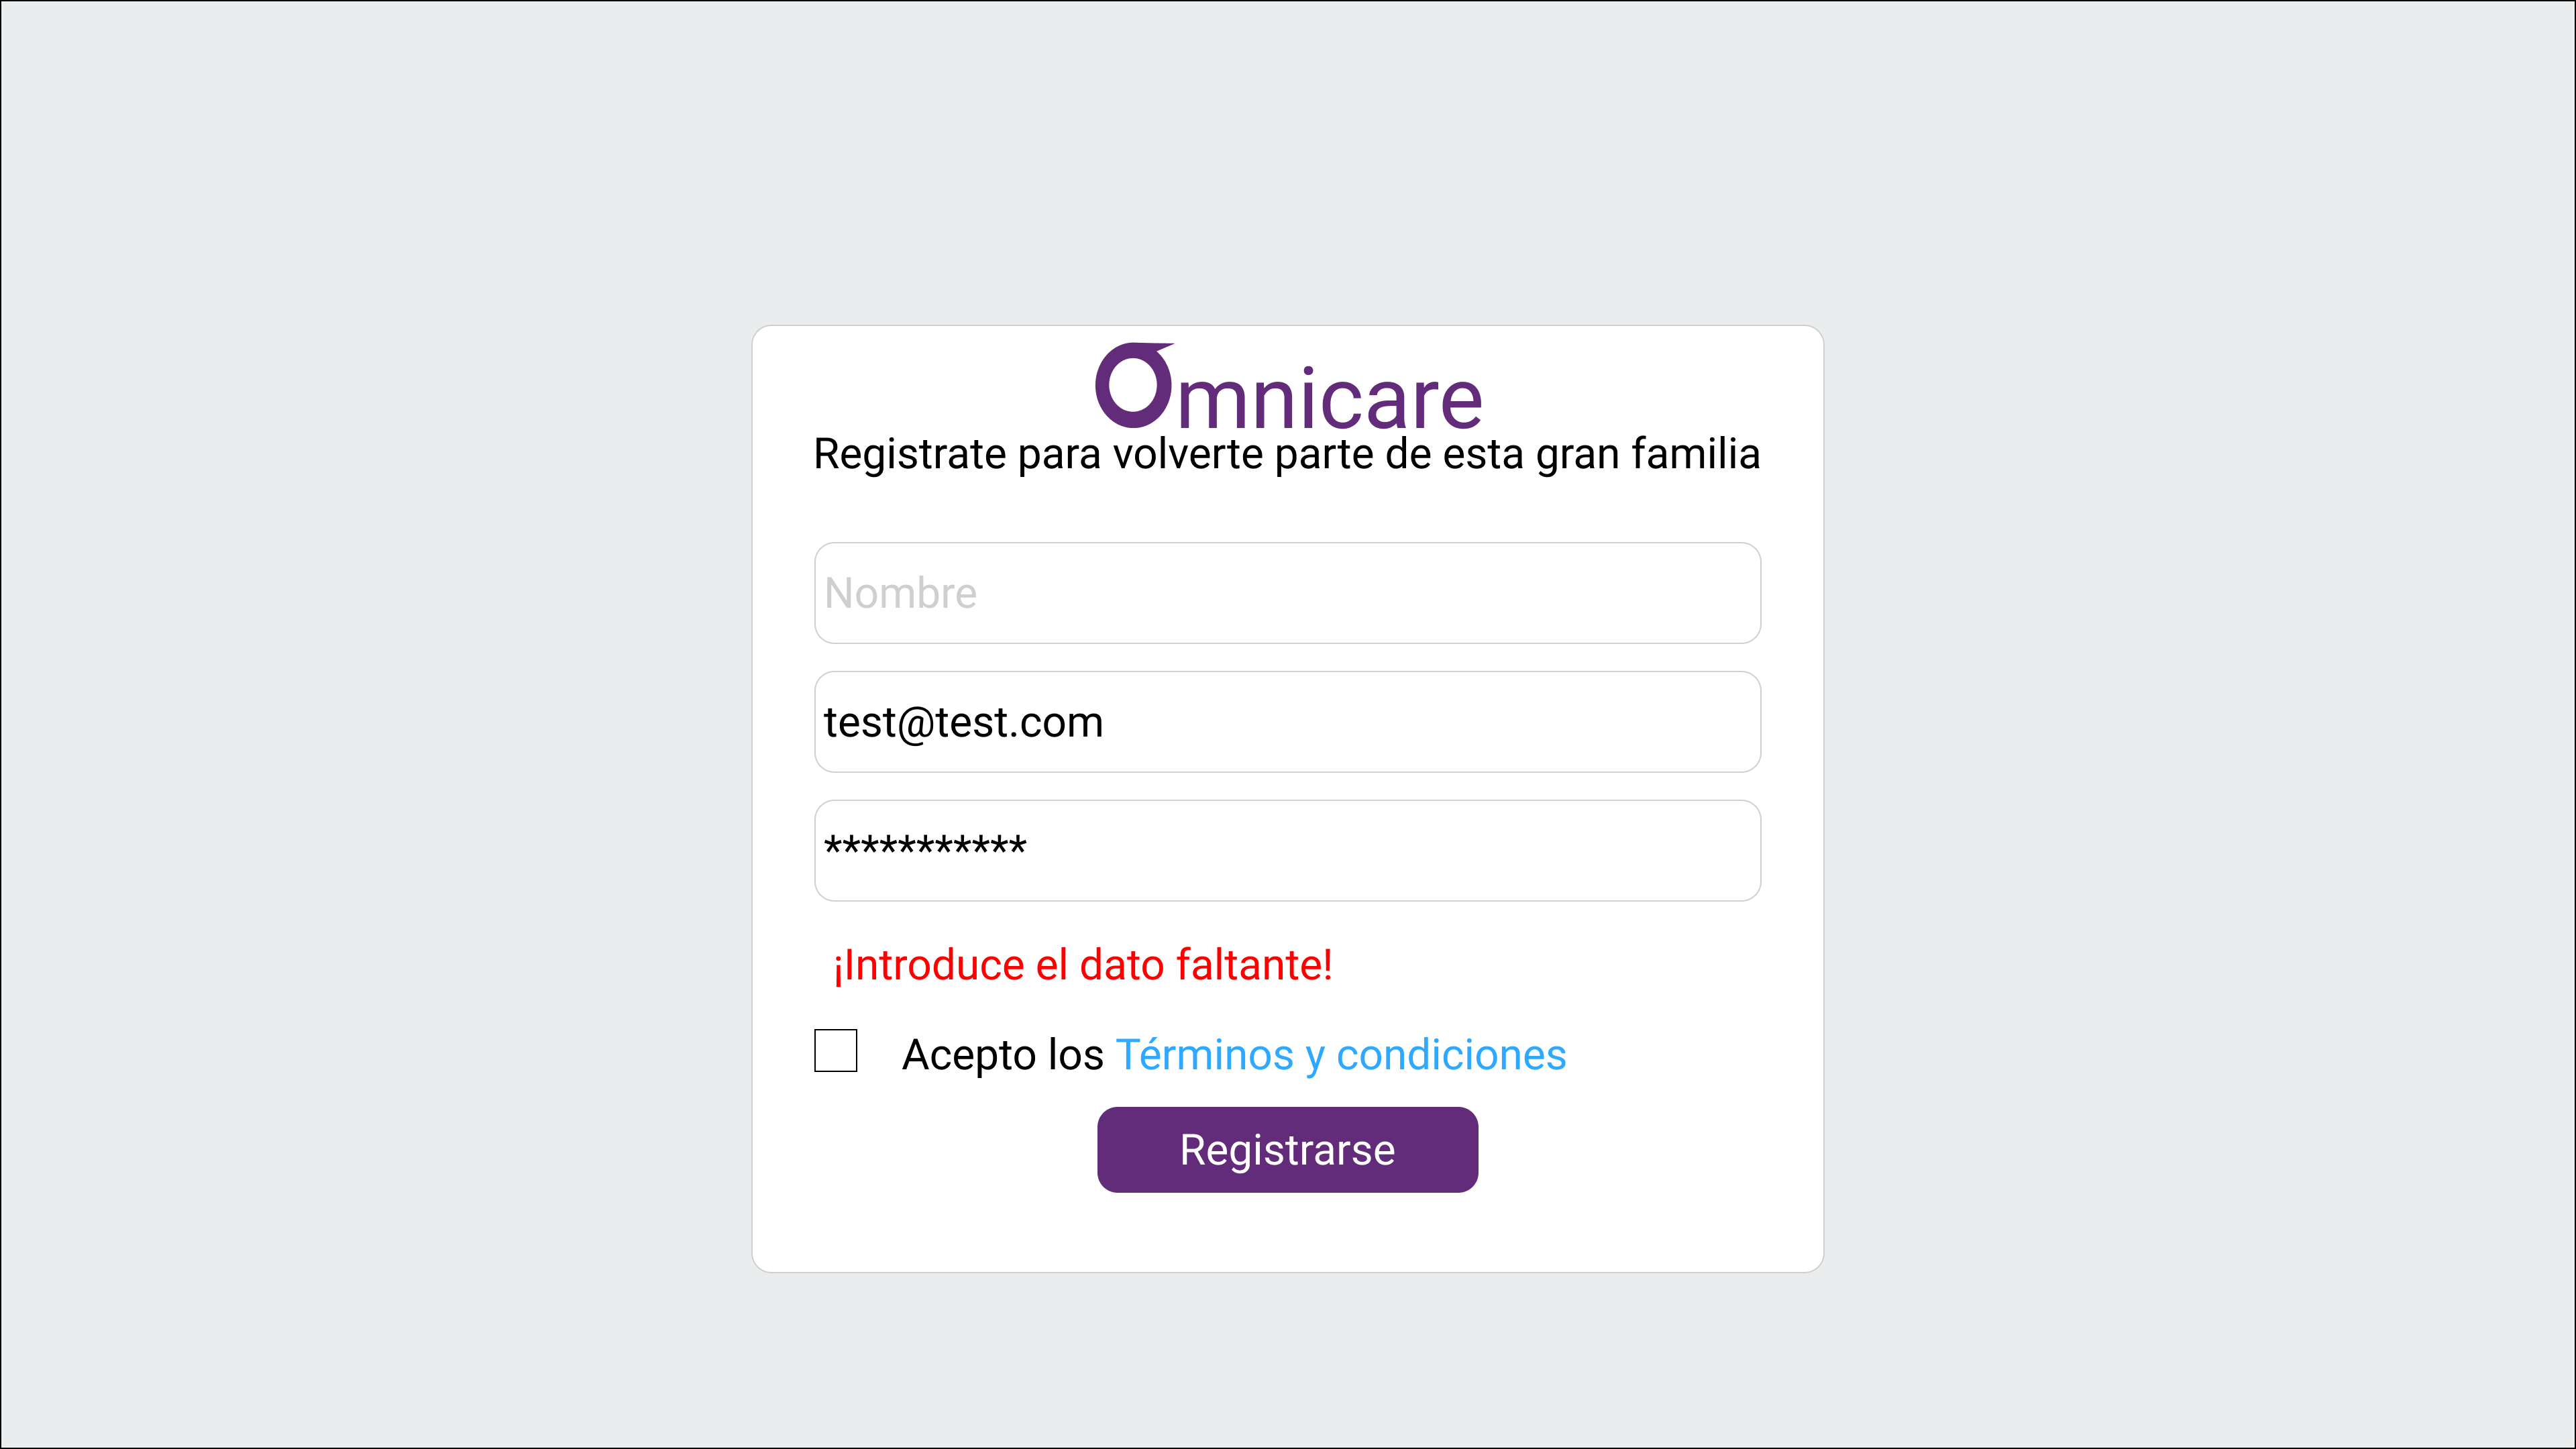 Omnicare
Registrate para volverte parte de esta gran familia
Nombre
test@test.com
***********
¡Introduce el dato faltante!
Acepto los Términos y condiciones
Registrarse